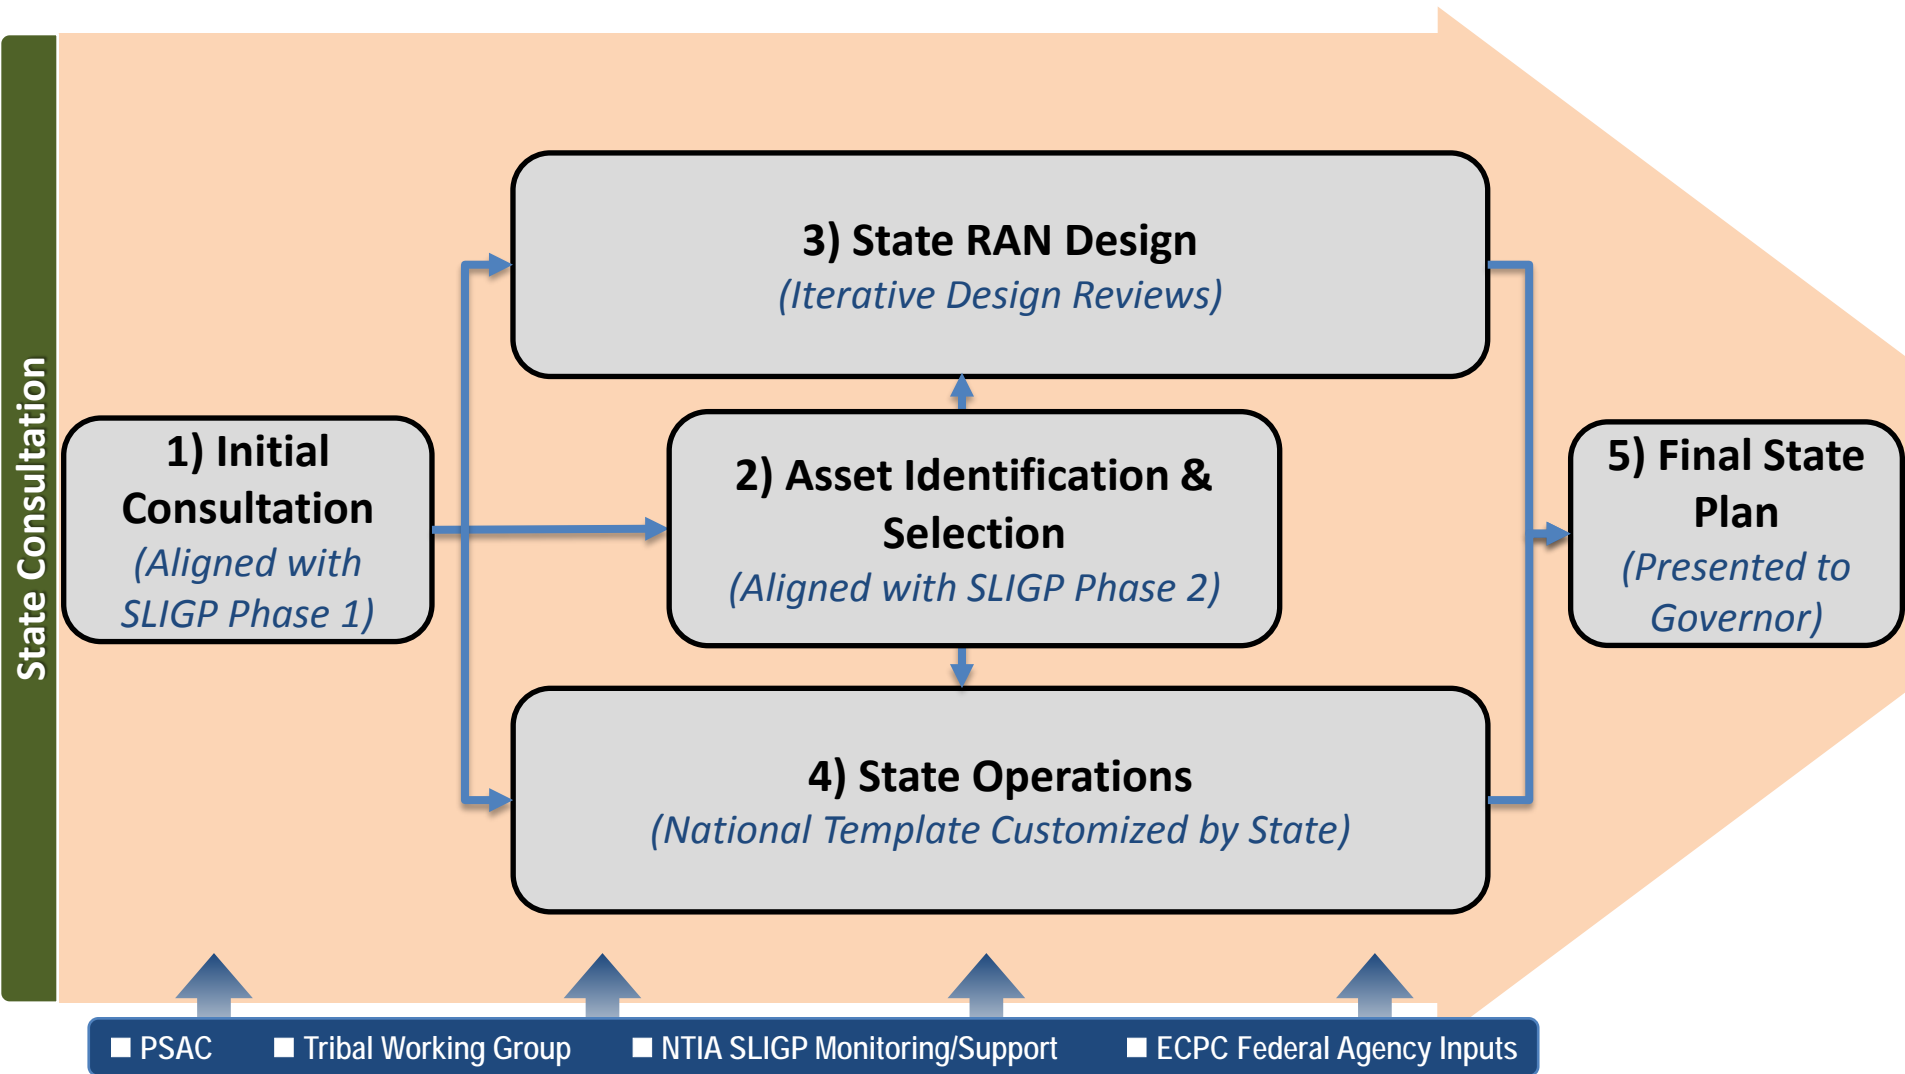 State Consultation
1) Initial
Consultation
(Aligned with
SLIGP Phase 1)
2) Asset Identification &
Selection
(Aligned with SLIGP Phase 2)
3) State RAN Design
(Iterative Design Reviews)
4) State Operations
(National Template Customized by State)
5) Final State
Plan
(Presented to
Governor)
■ PSAC ■ Tribal Working Group ■ NTIA SLIGP Monitoring/Support ■ ECPC Federal Agency Inputs